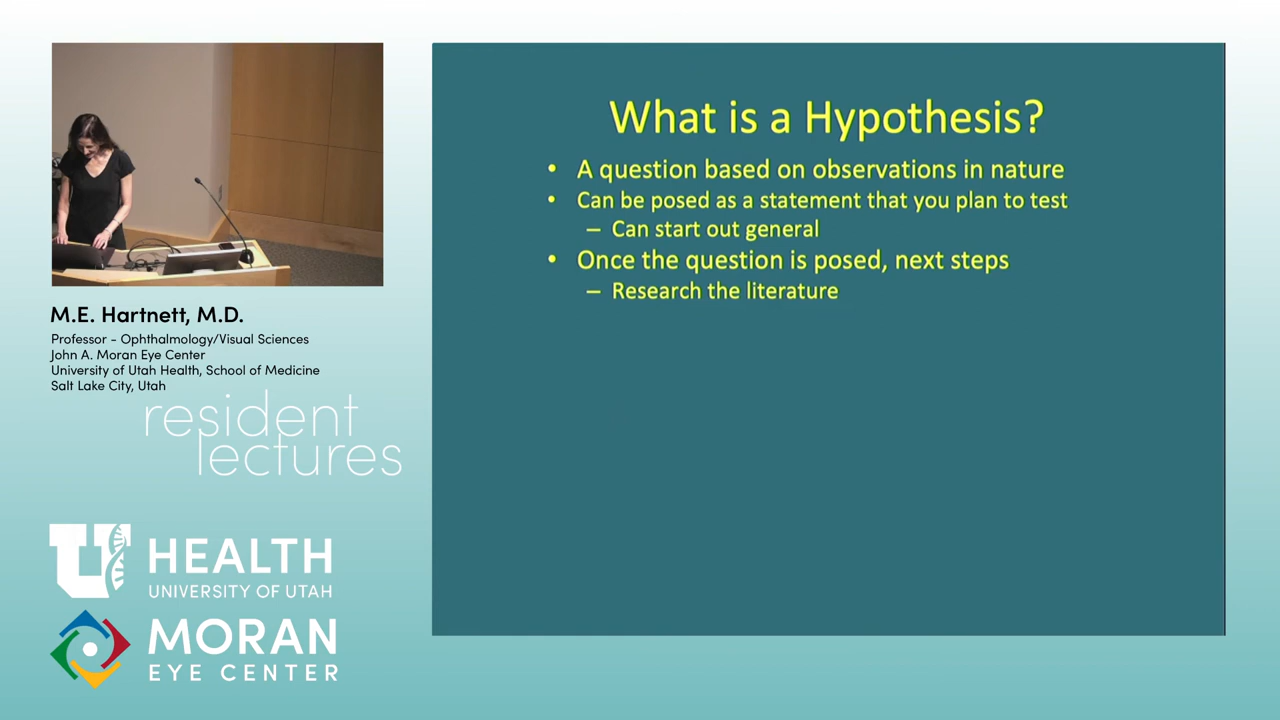 What is a Hypothesis?
• A question based on observations in nature
• Can be posed as a statement that you plan to test
– Can start out general
• Once the question is posed, next steps
– Research the literature
M.E. Hartnett, M.D.
Professor - Ophthalmology/Visual Sciences
John A. Moran Eye Center
University of Utah Health, School of Medicine
Salt Lake City, Utah
resident
lectures
U HEALTH
UNIVERSITY OF UTAH
MORAN
EYE CENTER